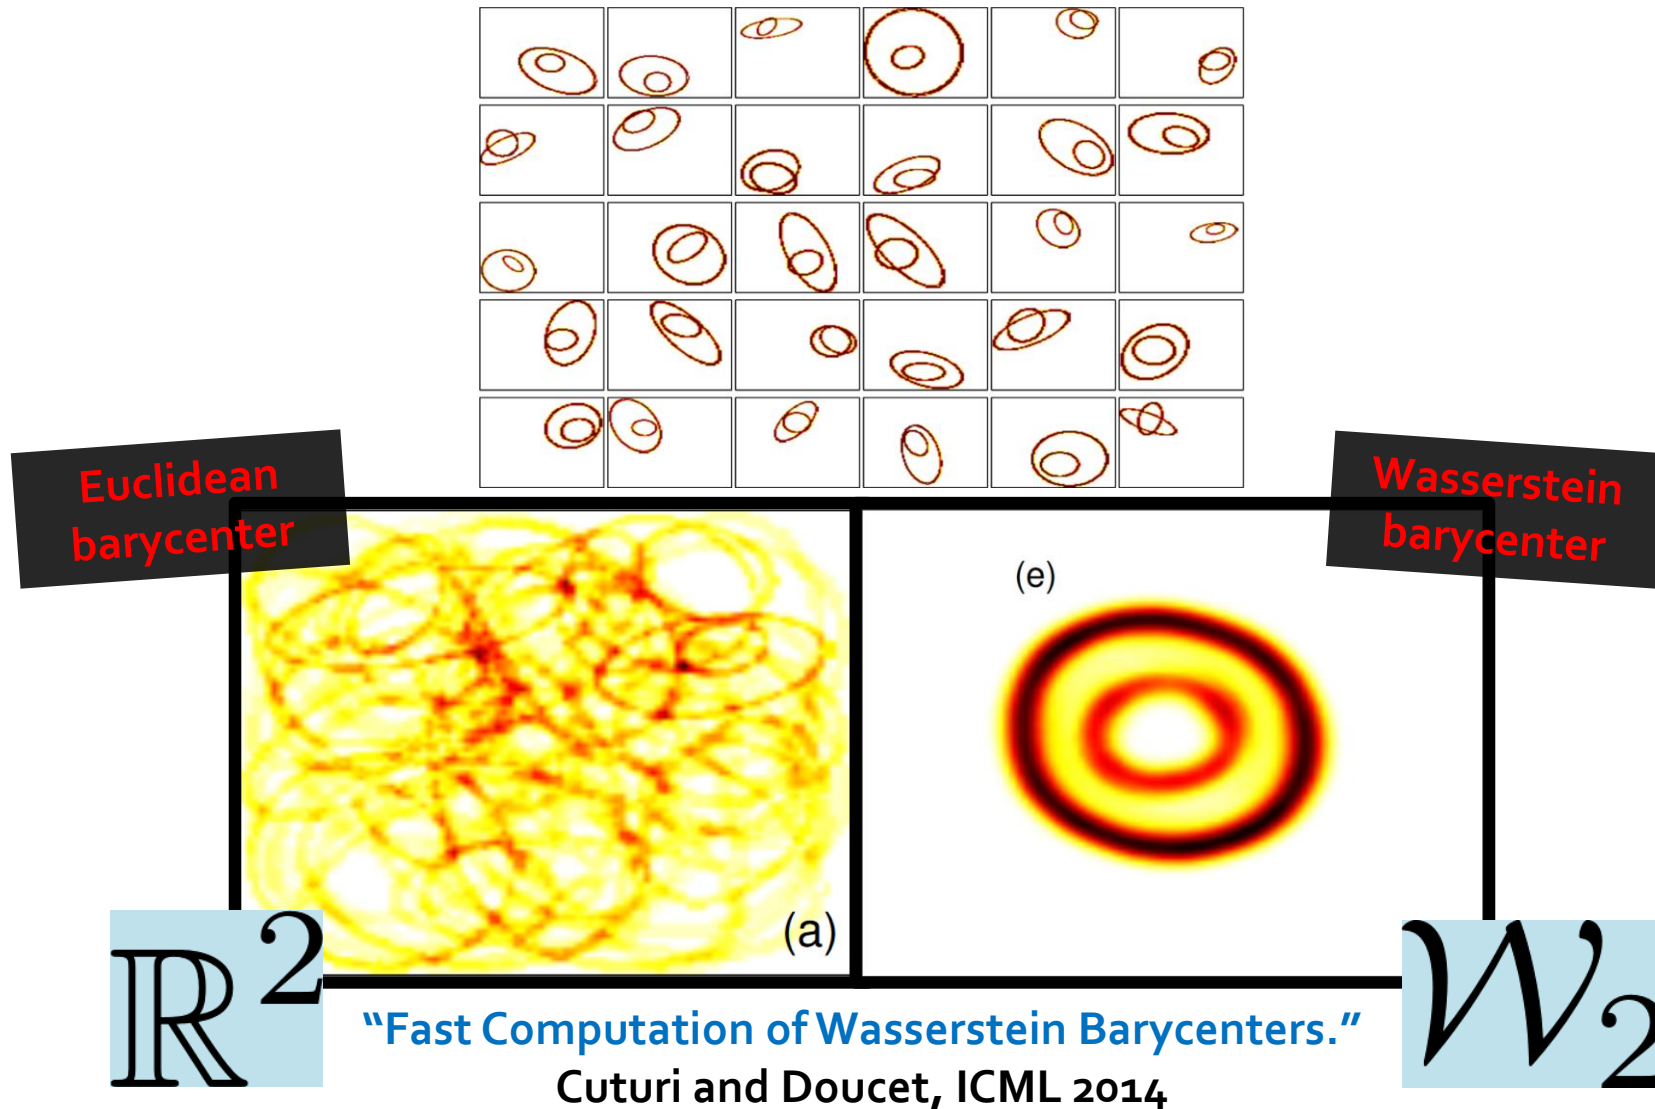 Euclidean
barycenter
Wasserstein
barycenter
(e)
(a)
ℝ²
𝒲₂
“Fast Computation of Wasserstein Barycenters.”
Cuturi and Doucet, ICML 2014